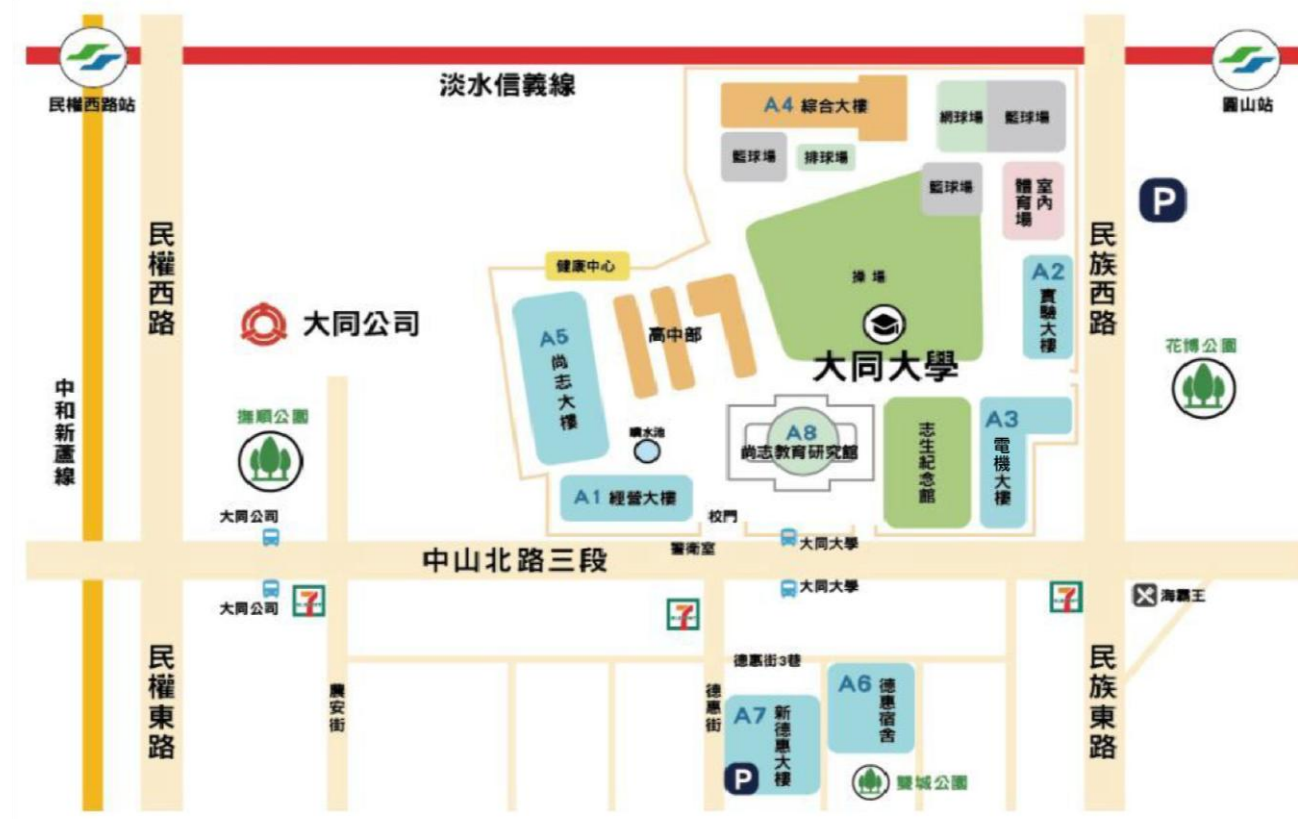 民權西路站
圓山站
淡水信義線
A4 綜合大樓
網球場
籃球場
籃球場
排球場
籃球場
室內體育場
P
民權西路
民族西路
健康中心
操場
A2 實驗大樓
大同公司
A5 尚志大樓
高中部
大同大學
花博公園
中和新蘆線
撫順公園
噴水池
A8
尚志教育研究館
志生紀念館
A3 電機大樓
A1 經營大樓
大同公司
校門
警衛室
大同大學
中山北路三段
大同公司
7
7
大同大學
7
海霸王
民權東路
農安街
德惠街3巷
德惠街
A7 新德惠大樓
P
A6 德惠宿舍
雙城公園
民族東路